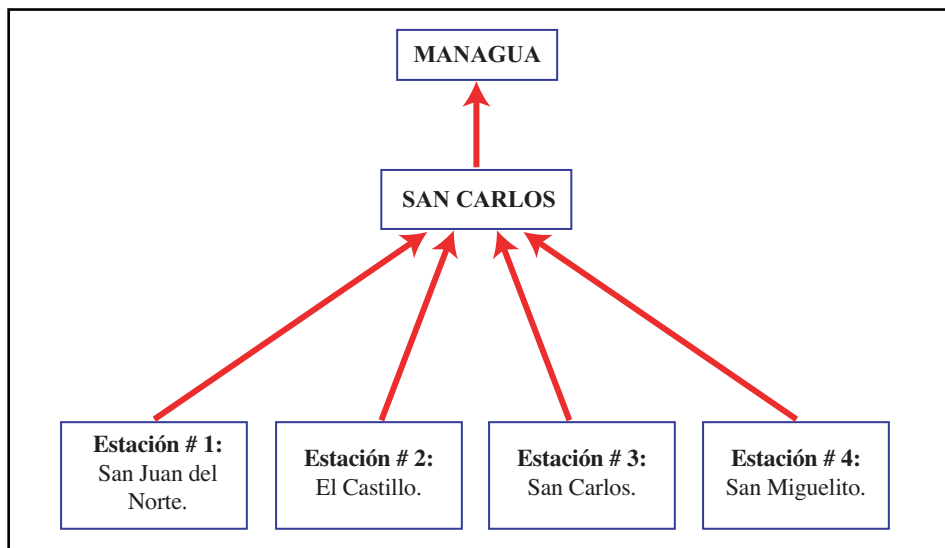 MANAGUA
SAN CARLOS
Estación # 1:
San Juan del
Norte.
Estación # 2:
El Castillo.
Estación # 3:
San Carlos.
Estación # 4:
San Miguelito.